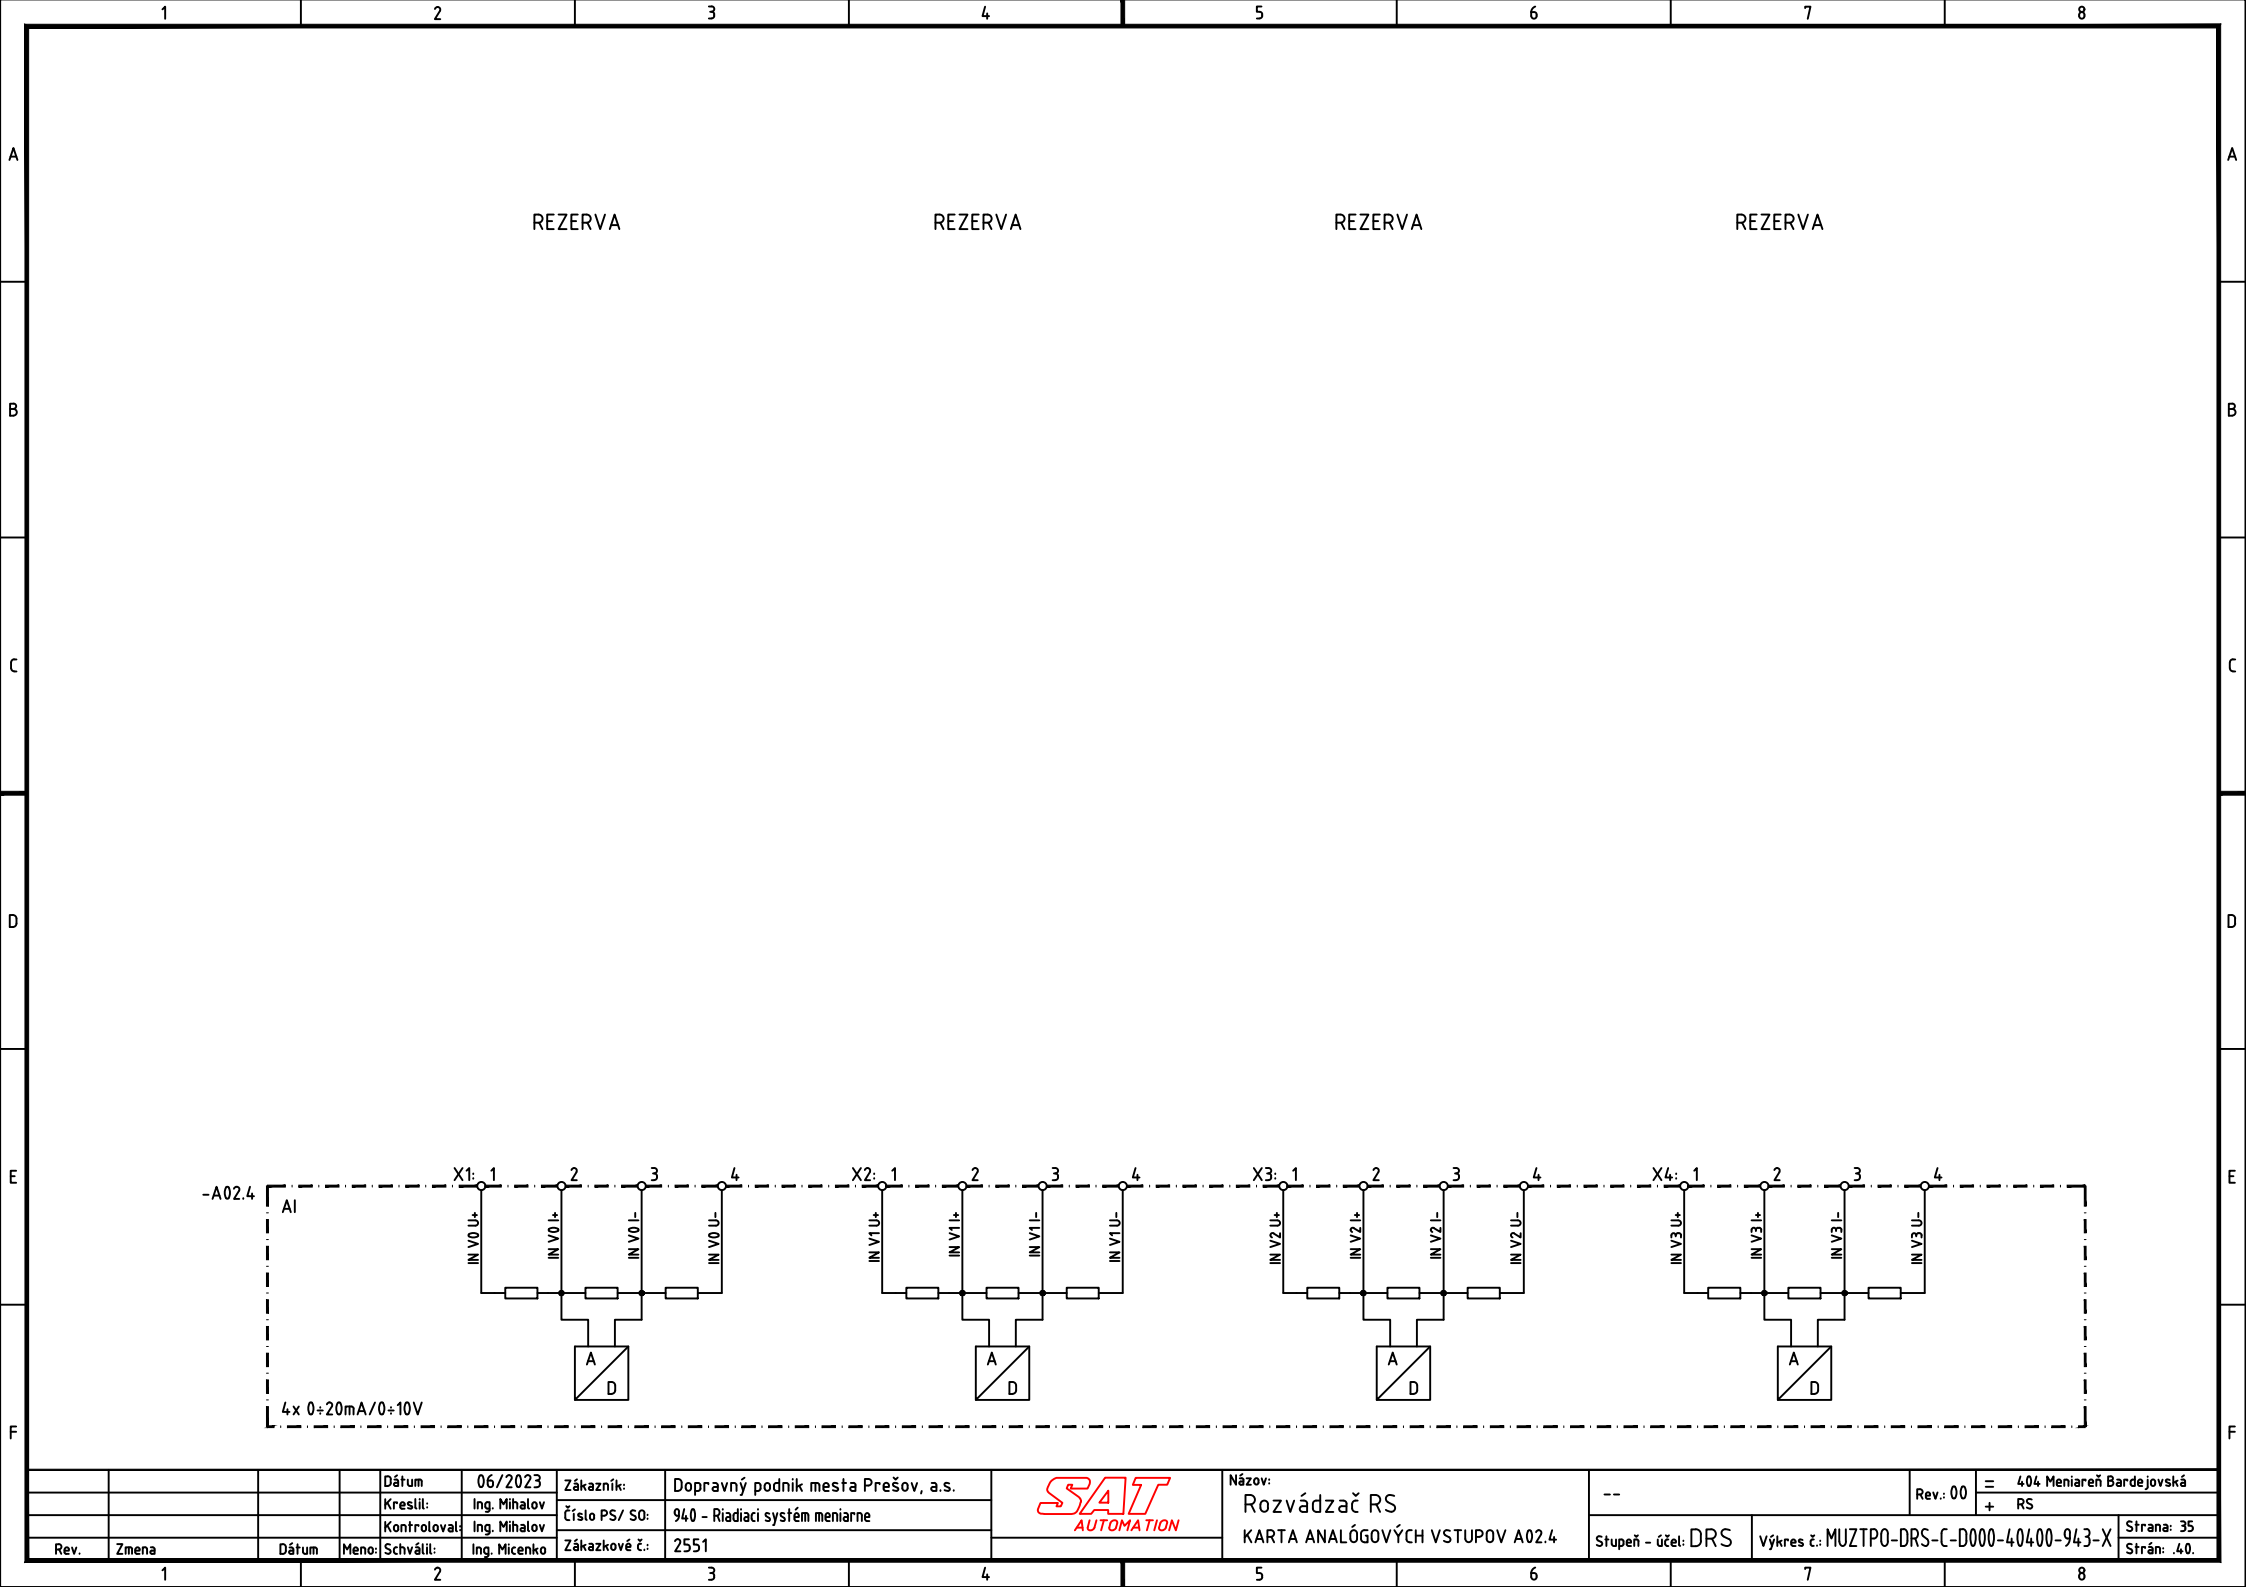 1 2 3 4 5 6 7 8
A A
REZERVA REZERVA REZERVA REZERVA
B B
C C
D D
E E
X1: 1 2 3 4 X2: 1 2 3 4 X3: 1 2 3 4 X4: 1 2 3 4
-A02.4
AI
IN V0 U+ IN V0 I+ IN V0 I- IN V0 U- IN V1 U+ IN V1 I+ IN V1 I- IN V1 U- IN V2 U+ IN V2 I+ IN V2 I- IN V2 U- IN V3 U+ IN V3 I+ IN V3 I- IN V3 U-
A D A D A D A D
4x 0÷20mA/0÷10V
F F
Dátum 06/2023
Kreslil: Ing. Mihalov
Kontroloval: Ing. Mihalov
Rev. Zmena Dátum Meno: Schválil: Ing. Micenko
Zákazník: Dopravný podnik mesta Prešov, a.s.
Číslo PS/ SO: 940 - Riadiaci systém meniarne
Zákazkové č.: 2551
SAT
AUTOMATION
Názov:
Rozvádzač RS
KARTA ANALÓGOVÝCH VSTUPOV A02.4
--
Rev.: 00
= 404 Meniareň Bardejovská
+ RS
Stupeň - účel: DRS
Výkres č.: MUZTPO-DRS-C-D000-40400-943-X
Strana: 35
Strán: .40.
1 2 3 4 5 6 7 8